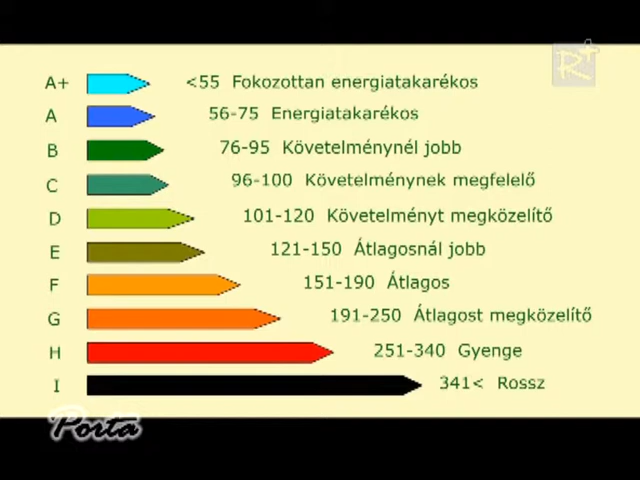 R+
A+ <55 Fokozottan energiatakarékos
A 56-75 Energiatakarékos
B 76-95 Követelménynél jobb
C 96-100 Követelménynek megfelelő
D 101-120 Követelményt megközelítő
E 121-150 Átlagosnál jobb
F 151-190 Átlagos
G 191-250 Átlagost megközelítő
H 251-340 Gyenge
I 341< Rossz
Porta